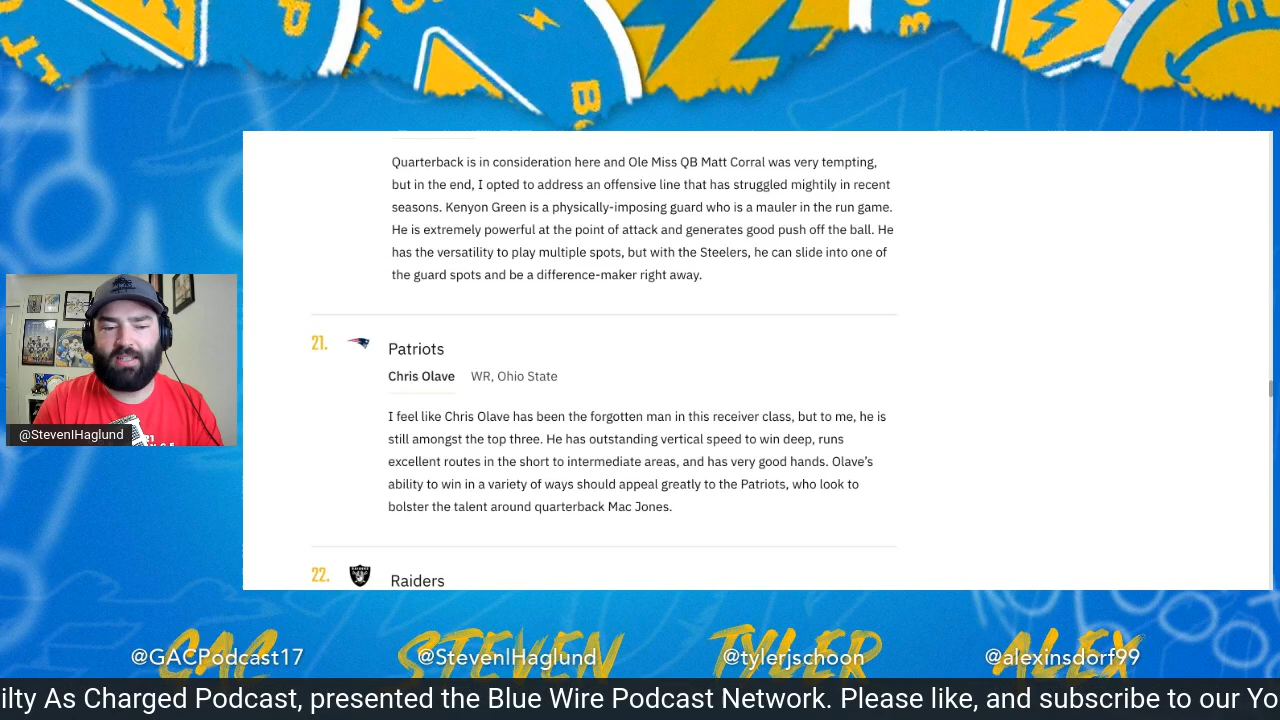 Quarterback is in consideration here and Ole Miss QB Matt Corral was very tempting,
but in the end, I opted to address an offensive line that has struggled mightily in recent
seasons. Kenyon Green is a physically-imposing guard who is a mauler in the run game.
He is extremely powerful at the point of attack and generates good push off the ball. He
has the versatility to play multiple spots, but with the Steelers, he can slide into one of
the guard spots and be a difference-maker right away.
21.
Patriots
Chris Olave WR, Ohio State
I feel like Chris Olave has been the forgotten man in this receiver class, but to me, he is
still amongst the top three. He has outstanding vertical speed to win deep, runs
excellent routes in the short to intermediate areas, and has very good hands. Olave’s
ability to win in a variety of ways should appeal greatly to the Patriots, who look to
bolster the talent around quarterback Mac Jones.
22.
RAIDERS
Raiders
@StevenIHaglund
GAC STEVEN TYLER ALEX
@GACPodcast17 @StevenIHaglund @tylerjschoon @alexinsdorf99
ilty As Charged Podcast, presented the Blue Wire Podcast Network. Please like, and subscribe to our Yo